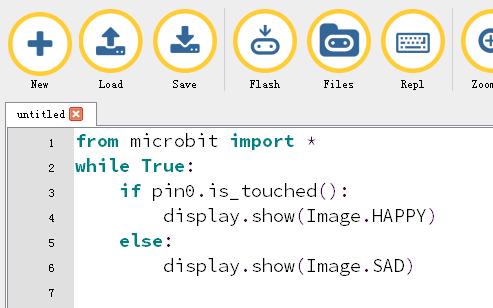 New Load Save Flash Files Repl
untitled
1 from microbit import *
2 while True:
3     if pin0.is_touched():
4         display.show(Image.HAPPY)
5     else:
6         display.show(Image.SAD)
7